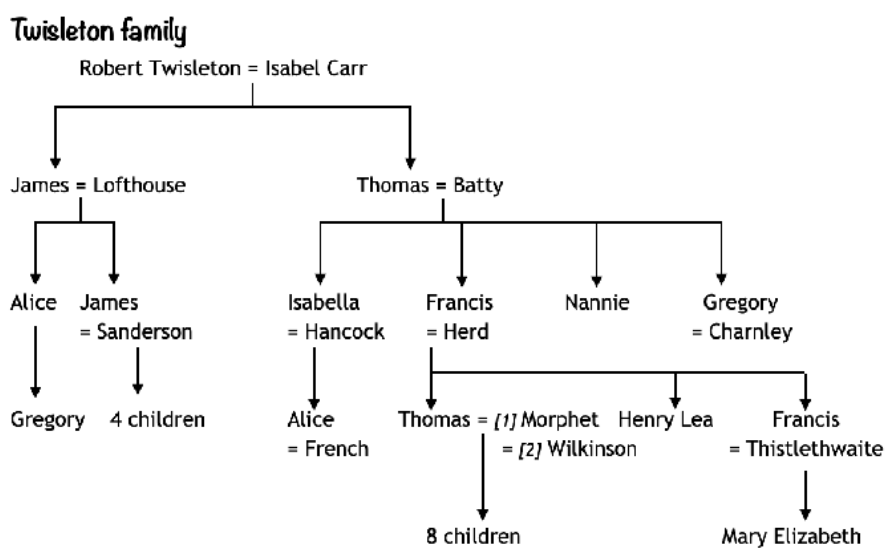 Twisleton family
Robert Twisleton = Isabel Carr
James = Lofthouse
Thomas = Batty
Alice
James
= Sanderson
Isabella
= Hancock
Francis
= Herd
Nannie
Gregory
= Charnley
Gregory
4 children
Alice
= French
Thomas = [1] Morphet
= [2] Wilkinson
Henry Lea
Francis
= Thistlethwaite
8 children
Mary Elizabeth